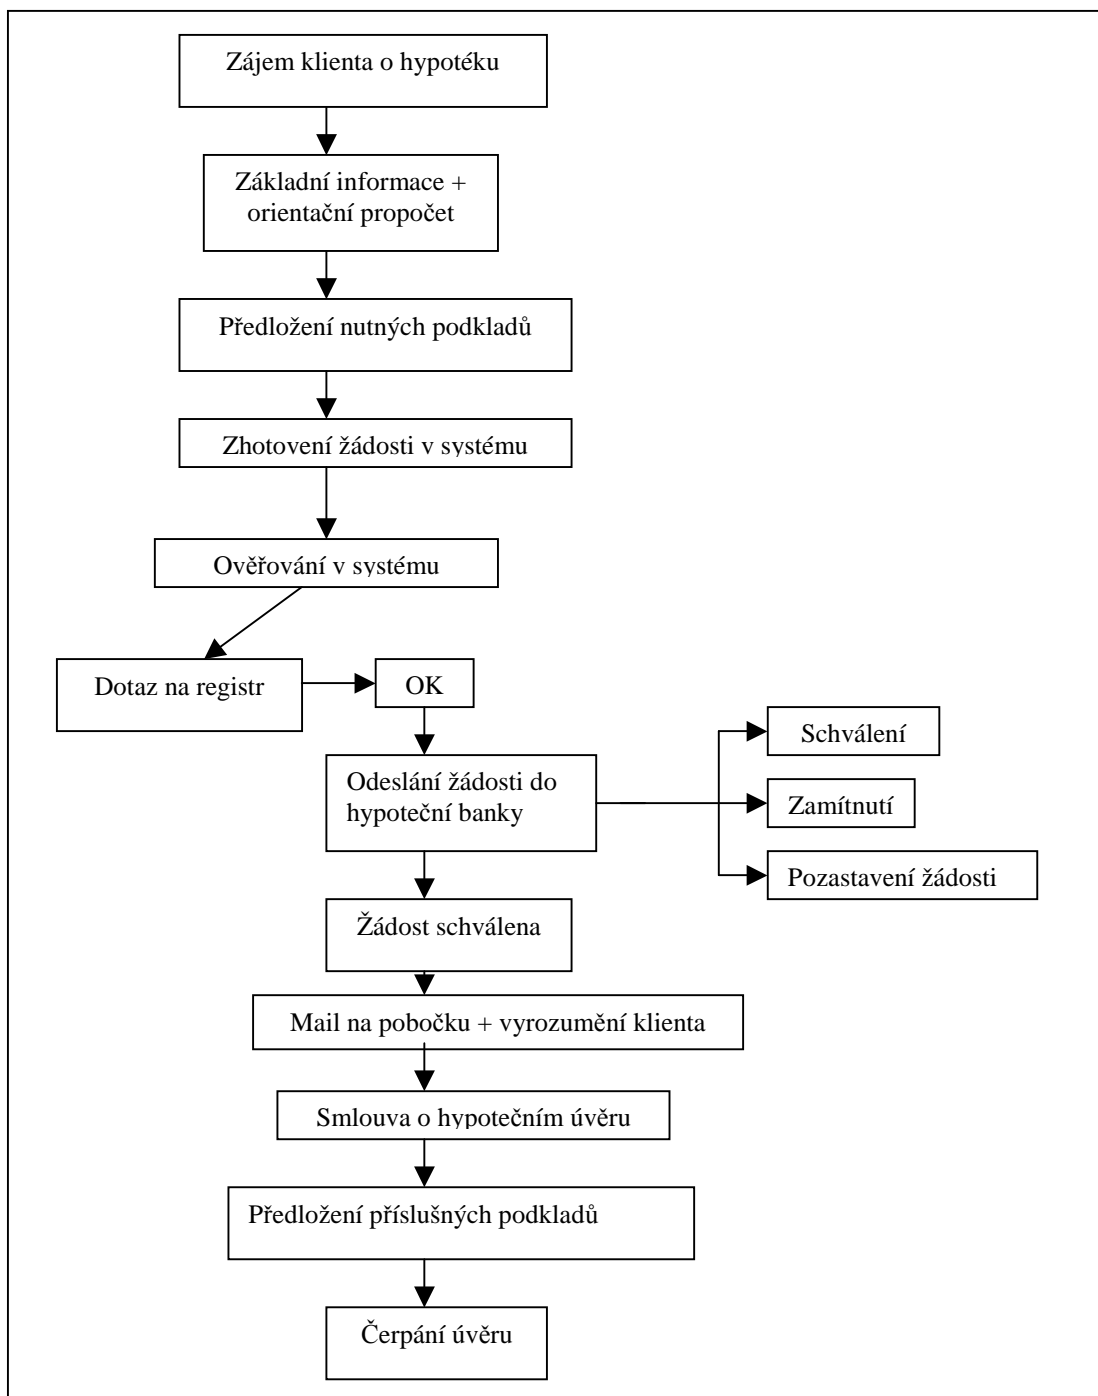 Zájem klienta o hypotéku
Základní informace +
orientační propočet
Předložení nutných podkladů
Zhotovení žádosti v systému
Ověřování v systému
Dotaz na registr
OK
Odeslání žádosti do
hypoteční banky
Schválení
Zamítnutí
Pozastavení žádosti
Žádost schválena
Mail na pobočku + vyrozumění klienta
Smlouva o hypotečním úvěru
Předložení příslušných podkladů
Čerpání úvěru